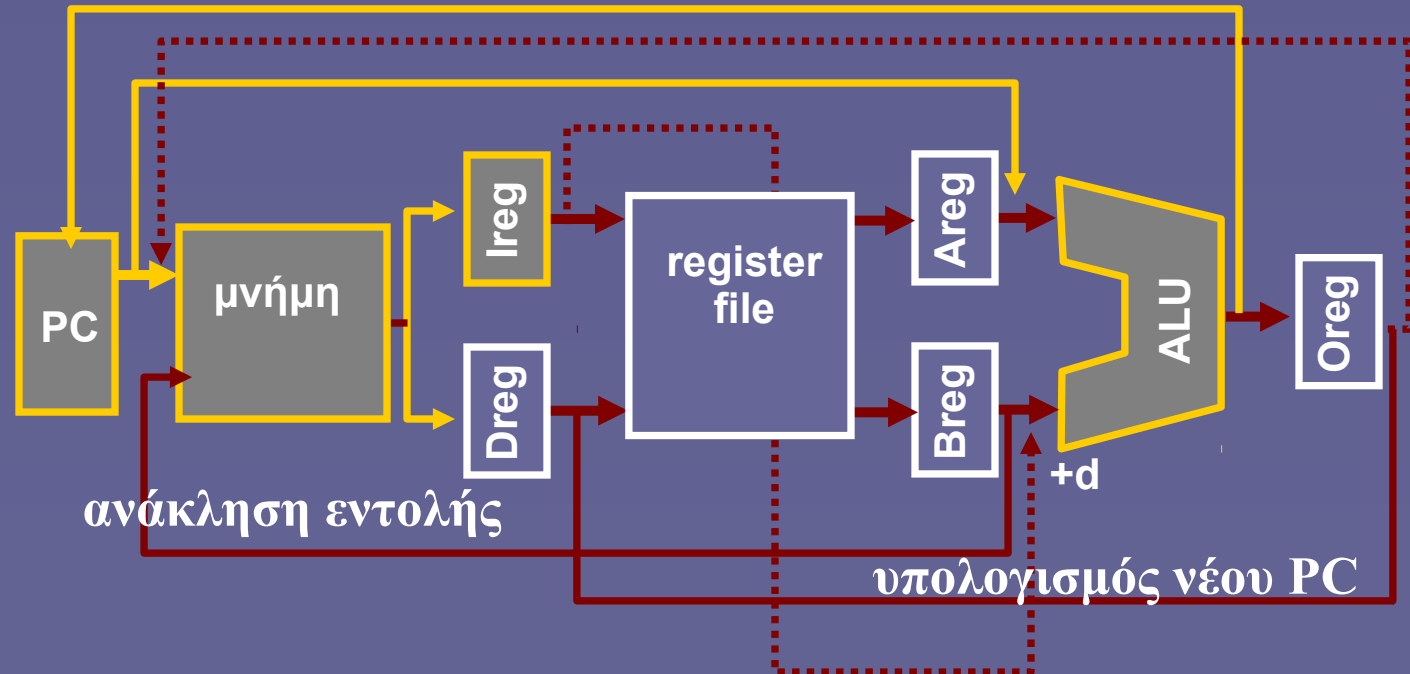 PC
μνήμη
Ireg
Dreg
register
file
Areg
Breg
ALU
Oreg
+d
ανάκληση εντολής
υπολογισμός νέου PC